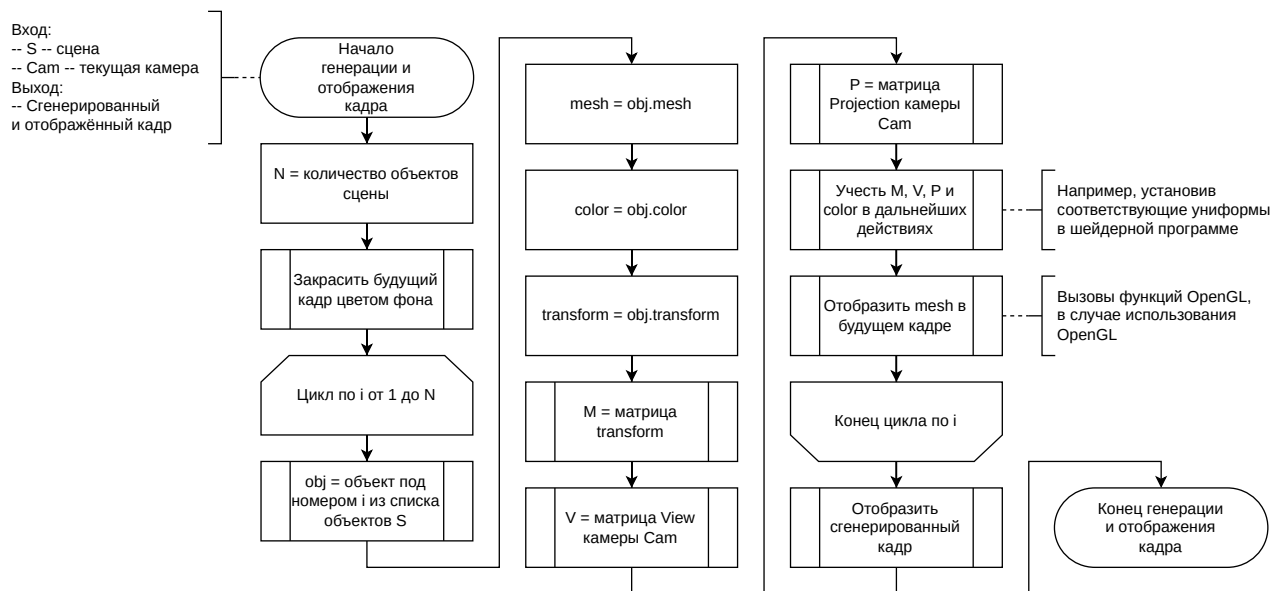 Вход:
-- S -- сцена
-- Cam -- текущая камера
Выход:
-- Сгенерированный
и отображённый кадр
Начало
генерации и
отображения
кадра
N = количество объектов
сцены
Закрасить будущий
кадр цветом фона
Цикл по i от 1 до N
obj = объект под
номером i из списка
объектов S
mesh = obj.mesh
color = obj.color
transform = obj.transform
M = матрица
transform
V = матрица View
камеры Cam
P = матрица
Projection камеры
Cam
Учесть M, V, P и
color в дальнейших
действиях
Например, установив
соответствующие униформы
в шейдерной программе
Отобразить mesh в
будущем кадре
Вызовы функций OpenGL,
в случае использования
OpenGL
Конец цикла по i
Отобразить
сгенерированный
кадр
Конец генерации
и отображения
кадра